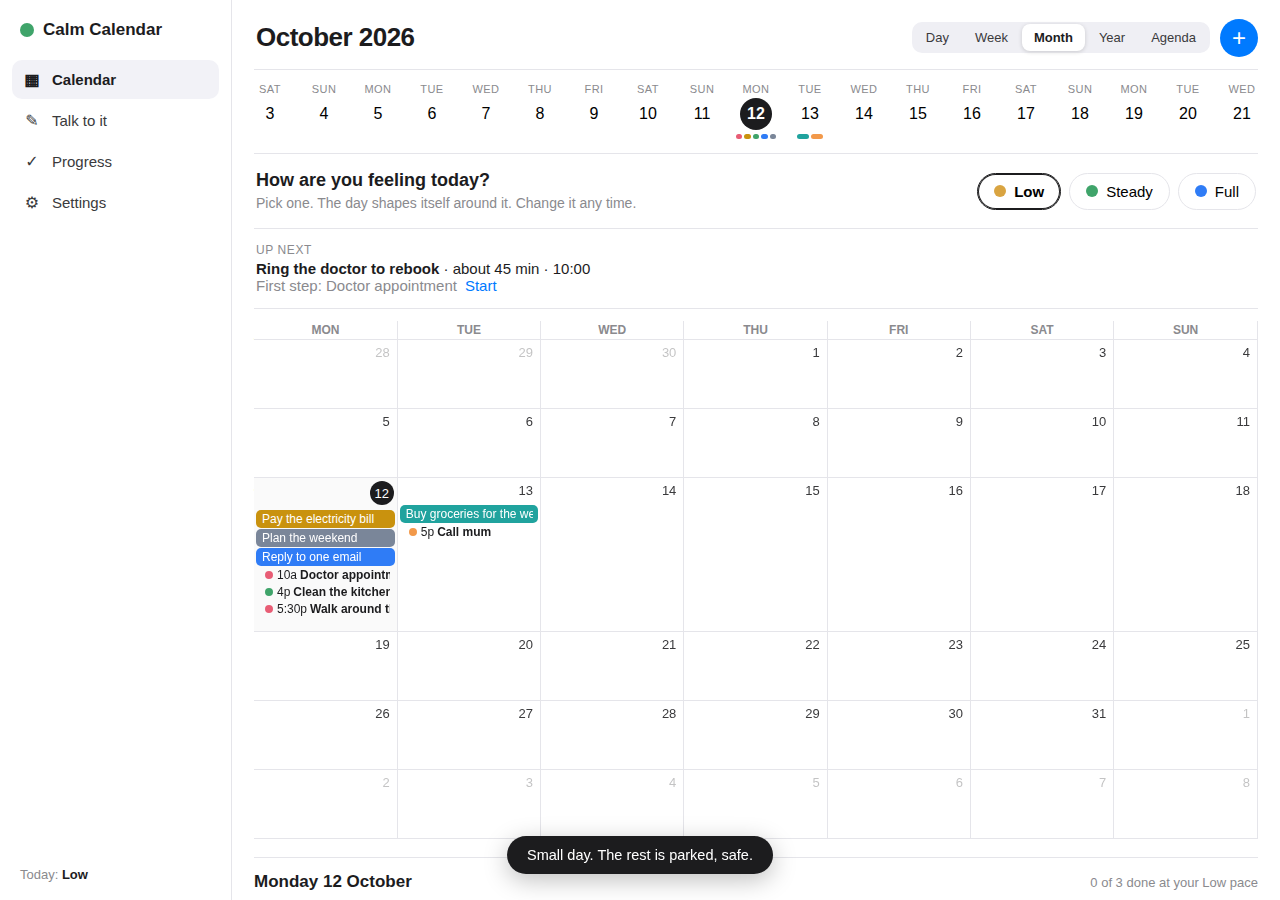 Calm Calendar
Calendar
Talk to it
Progress
Settings
Today: Low
October 2026
Day Week Month Year Agenda
+
SAT SUN MON TUE WED THU FRI SAT SUN MON TUE WED THU FRI SAT SUN MON TUE WED
3 4 5 6 7 8 9 10 11 12 13 14 15 16 17 18 19 20 21
How are you feeling today?
Pick one. The day shapes itself around it. Change it any time.
Low Steady Full
UP NEXT
Ring the doctor to rebook · about 45 min · 10:00
First step: Doctor appointment Start
MON TUE WED THU FRI SAT SUN
28 29 30 1 2 3 4
5 6 7 8 9 10 11
12 13 14 15 16 17 18
Pay the electricity bill
Plan the weekend
Reply to one email
10a Doctor appointm
4p Clean the kitchen
5:30p Walk around t
Buy groceries for the we
5p Call mum
19 20 21 22 23 24 25
26 27 28 29 30 31 1
2 3 4 5 6 7 8
Small day. The rest is parked, safe.
Monday 12 October
0 of 3 done at your Low pace